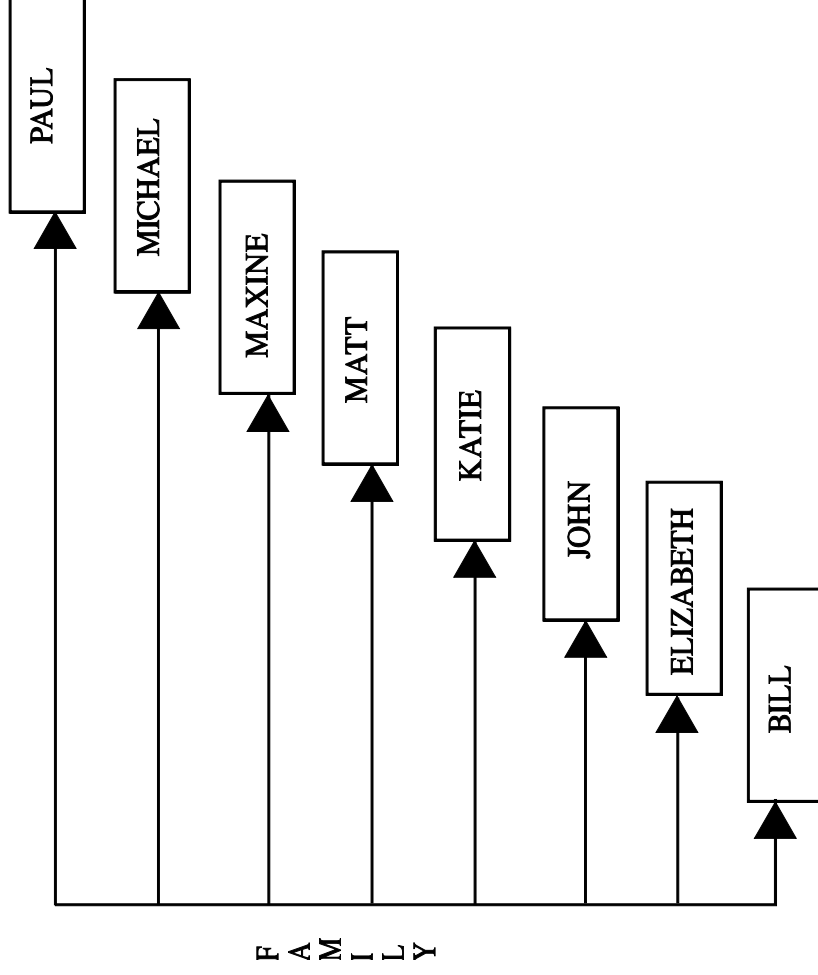 PAUL
MICHAEL
MAXINE
MATT
KATIE
JOHN
ELIZABETH
BILL
F
A
M
I
L
Y